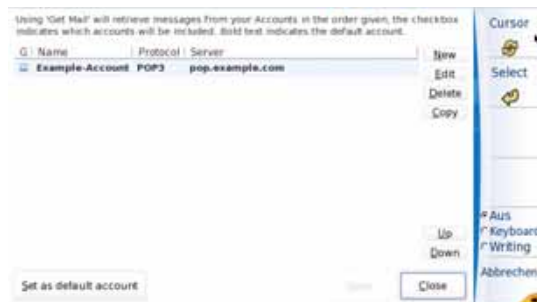 Using 'Get Mail' will retrieve messages from your Accounts in the order given, the checkbox
indicates which accounts will be included. Bold text indicates the default account.
G Name Protocol Server
Example-Account POP3 pop.example.com
New
Edit
Delete
Copy
Up
Down
Set as default account
Close
Cursor
Select
Aus
Keyboard
Writing
Abbrechen